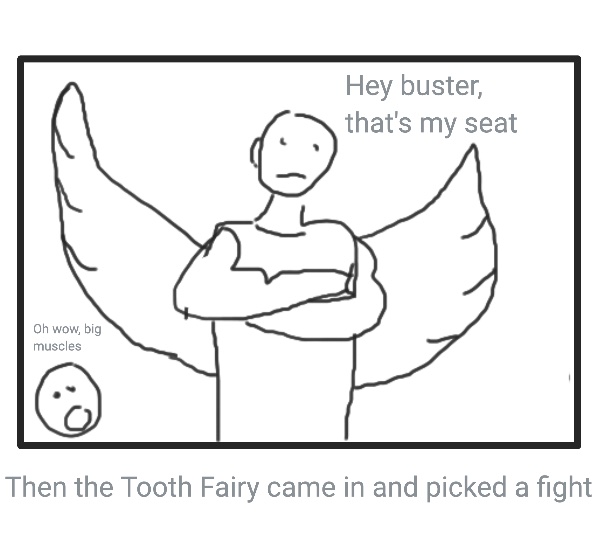 Hey buster,
that's my seat
Oh wow, big
muscles
Then the Tooth Fairy came in and picked a fight